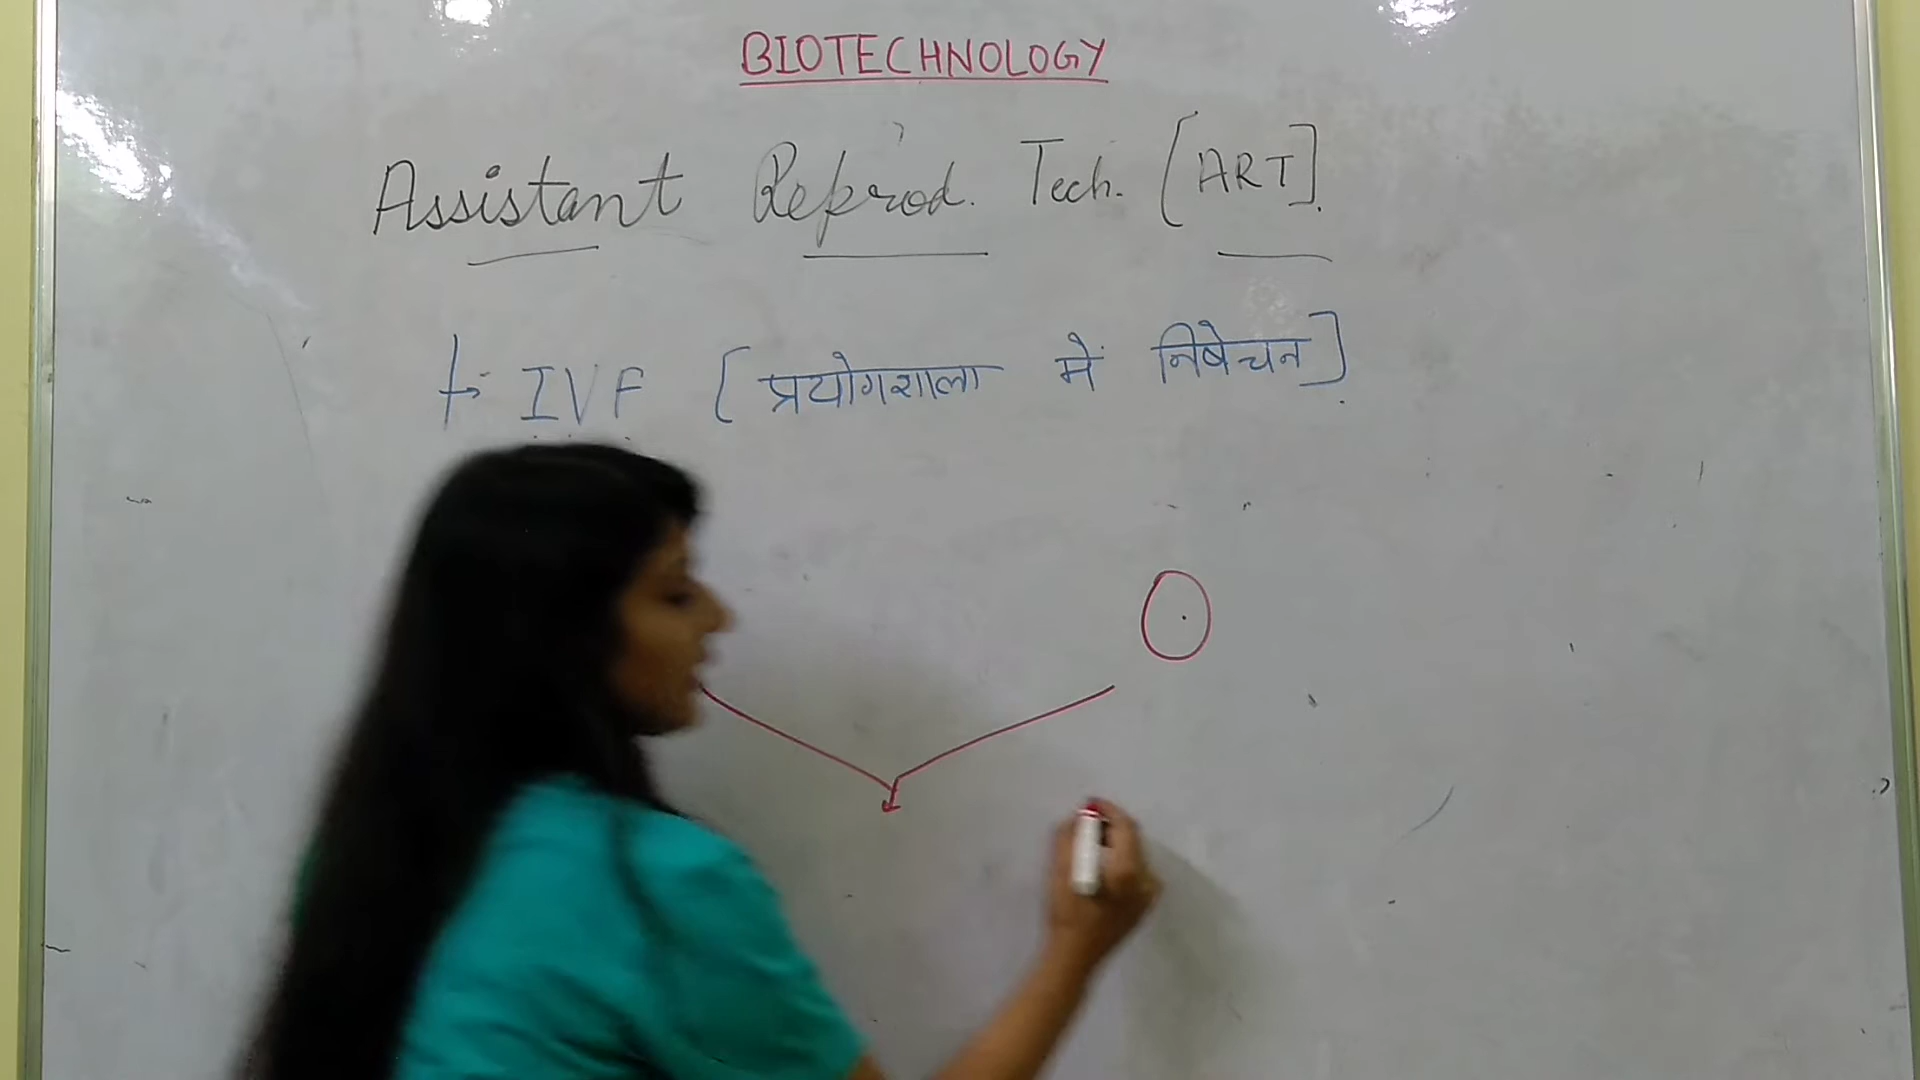 BIOTECHNOLOGY
Assistant Reprod. Tech. [ART].
IVF [प्रयोगशाला में निषेचन].